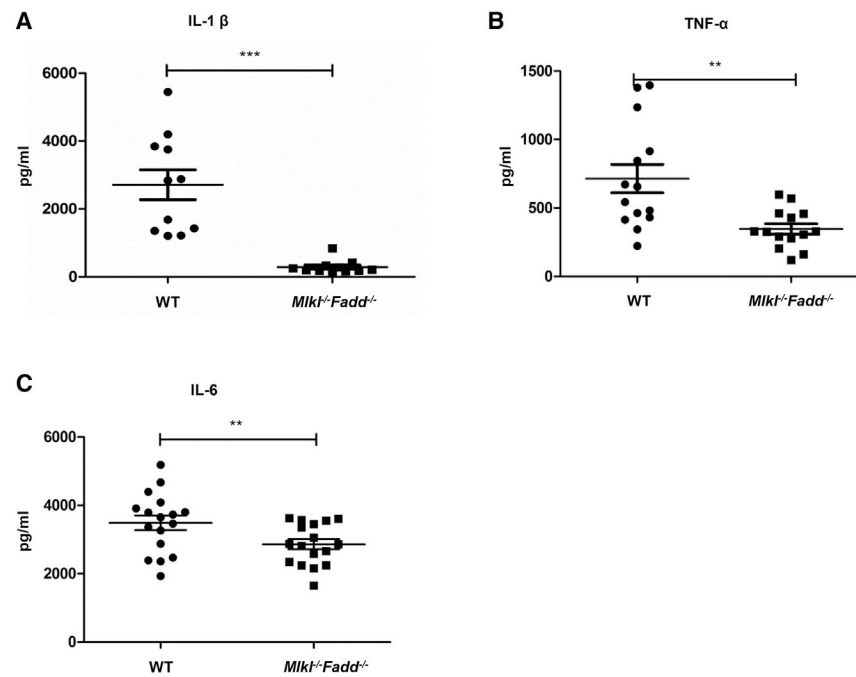 A
IL-1 β
***
6000
4000
2000
0
pg/ml
WT
Mlkl-/-Fadd-/-
B
TNF-α
**
1500
1000
500
0
pg/ml
WT
Mlkl-/-Fadd-/-
C
IL-6
**
6000
4000
2000
0
pg/ml
WT
Mlkl-/-Fadd-/-